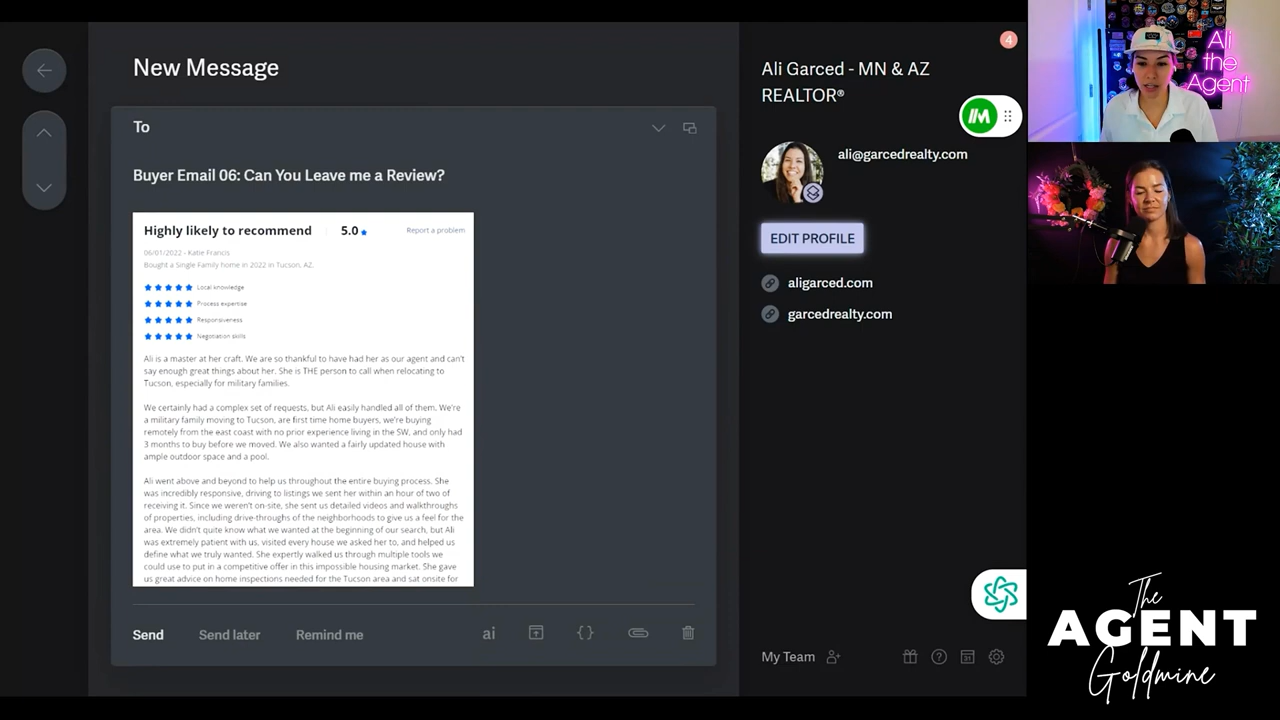 New Message
To
Buyer Email 06: Can You Leave me a Review?
Highly likely to recommend 5.0 Report a problem
06/01/2022 - Katie Francis
Bought a Single Family home in 2022 in Tucson, AZ.
Local knowledge
Process expertise
Responsiveness
Negotiation skills
Ali is a master at her craft. We are so thankful to have had her as our agent and can't
say enough great things about her. She is THE person to call when relocating to
Tucson, especially for military families.
We certainly had a complex set of requests, but Ali easily handled all of them. We're
a military family moving to Tucson, are first time home buyers, we're buying
remotely from the east coast with no prior experience living in the SW, and only had
3 months to buy before we moved. We also wanted a fairly updated house with
ample outdoor space and a pool.
Ali went above and beyond to help us throughout the entire buying process. She
was incredibly responsive, driving to listings we sent her within an hour of two of
receiving it. Since we weren't on-site, she sent us detailed videos and walkthroughs
of properties, including drive-throughs of the neighborhoods to give us a feel for the
area. We didn't quite know what we wanted at the beginning of our search, but Ali
was extremely patient with us, visited every house we asked her to, and helped us
define what we truly wanted. She expertly walked us through multiple tools we
could use to put in a competitive offer in this impossible housing market. She gave
us great advice on home inspections needed for the Tucson area and sat onsite for
Send Send later Remind me ai {}
4
Ali Garced - MN & AZ
REALTOR®
IM
ali@garcedrealty.com
EDIT PROFILE
aligarced.com
garcedrealty.com
My Team 31
Ali
the
Agent
The
AGENT
Goldmine